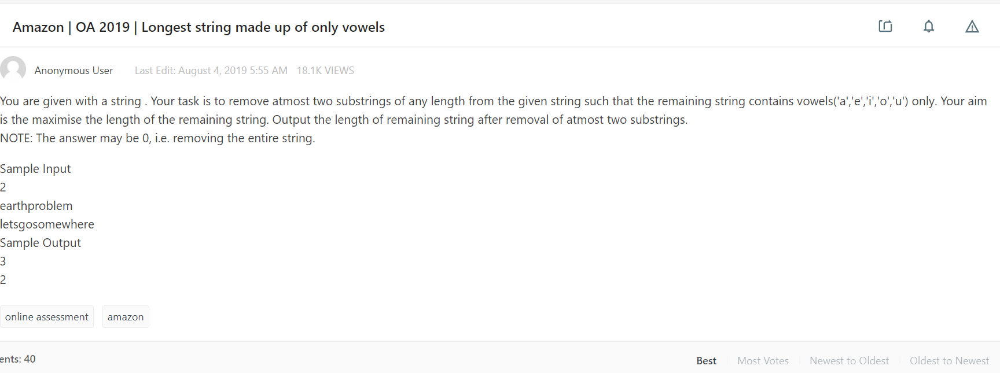 Amazon | OA 2019 | Longest string made up of only vowels
Anonymous User Last Edit: August 4, 2019 5:55 AM 18.1K VIEWS
You are given with a string . Your task is to remove atmost two substrings of any length from the given string such that the remaining string contains vowels('a','e','i','o','u') only. Your aim
is the maximise the length of the remaining string. Output the length of remaining string after removal of atmost two substrings.
NOTE: The answer may be 0, i.e. removing the entire string.
Sample Input
2
earthproblem
letsgosomewhere
Sample Output
3
2
online assessment amazon
ents: 40 Best Most Votes Newest to Oldest Oldest to Newest